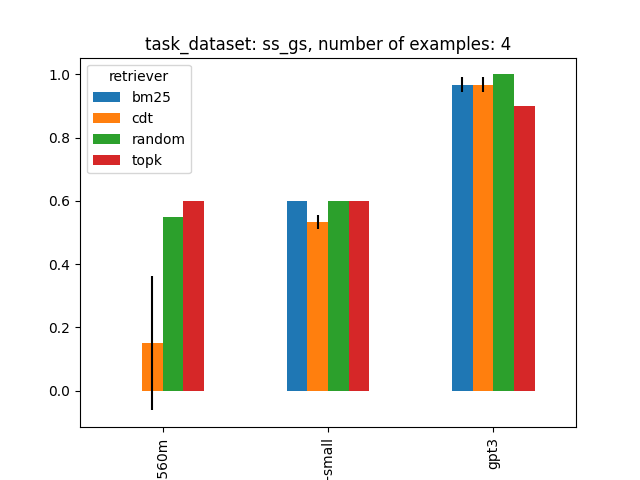 task_dataset: ss_gs, number of examples: 4
retriever
bm25
cdt
random
topk
1.0
0.8
0.6
0.4
0.2
0.0
560m
-small
gpt3